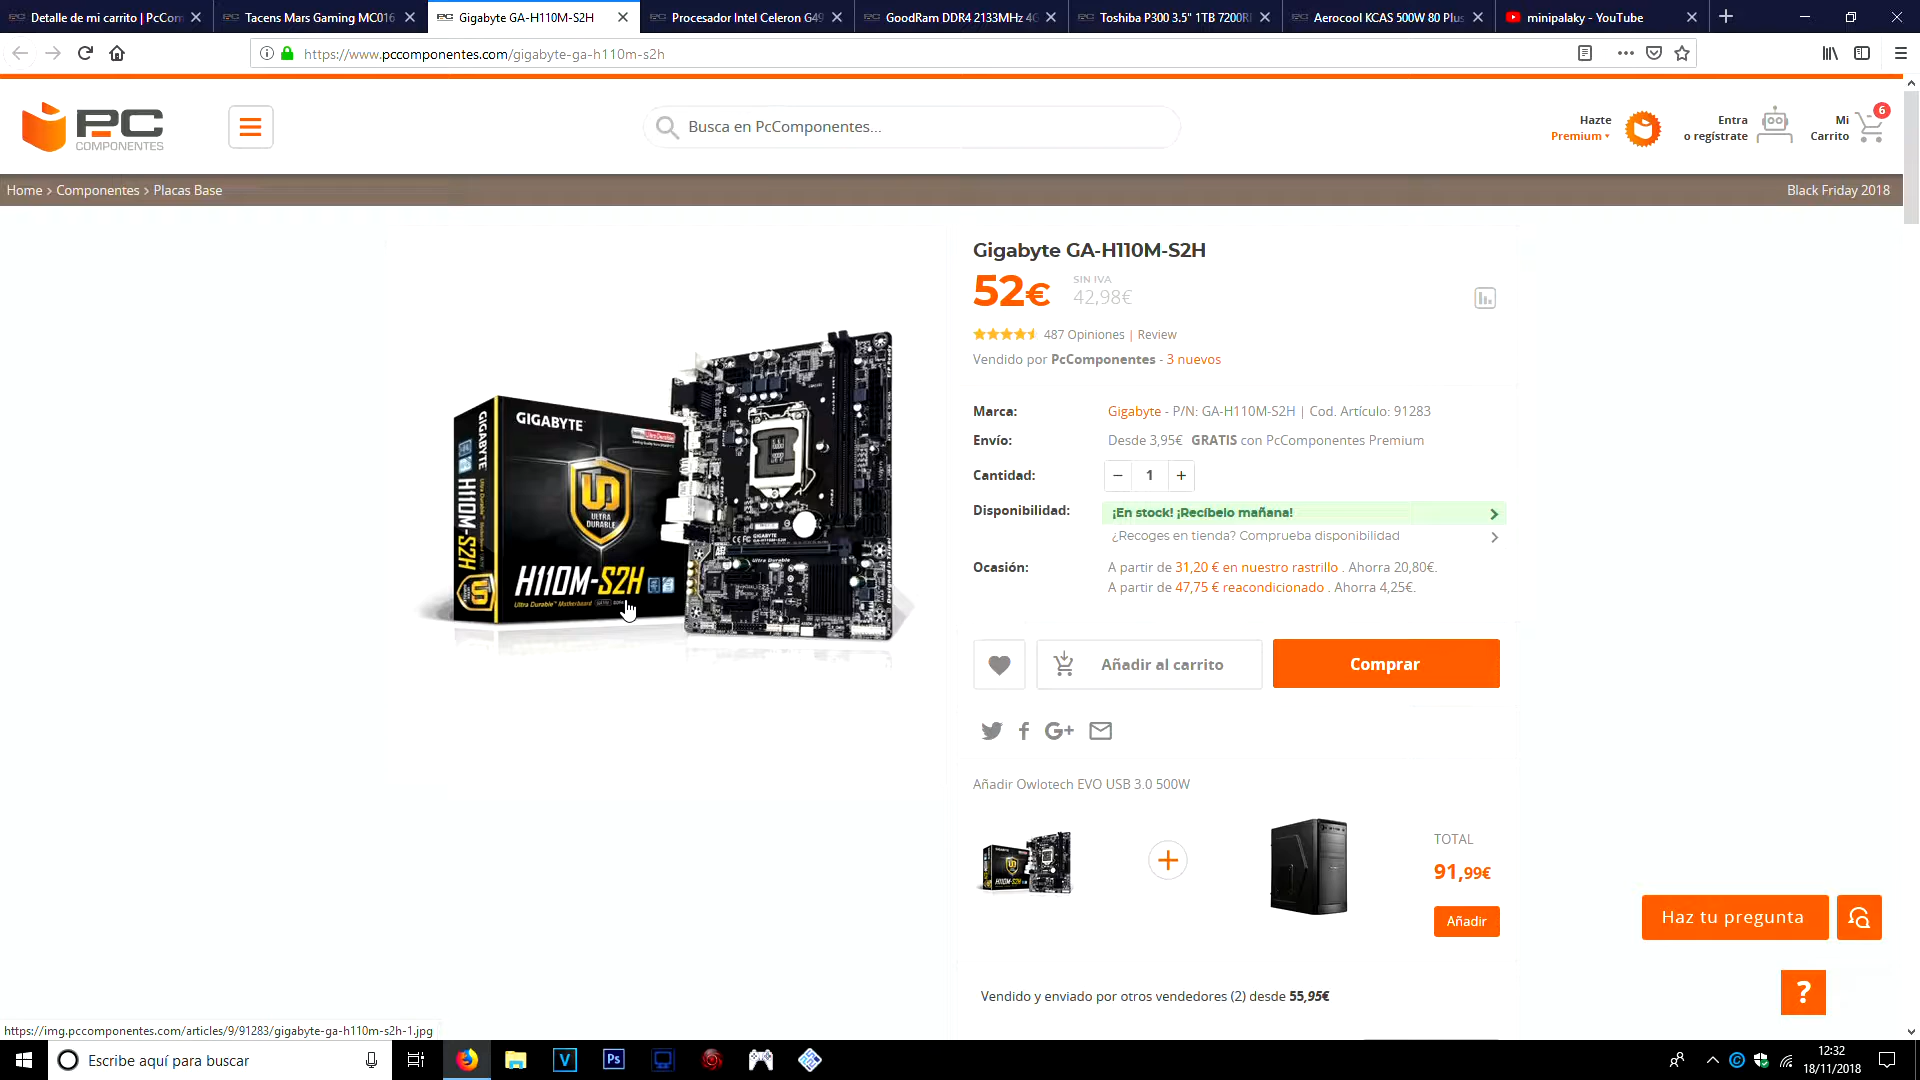 Detalle de mi carrito | PcCom
Tacens Mars Gaming MC016
Gigabyte GA-H110M-S2H
Procesador Intel Celeron G49
GoodRam DDR4 2133MHz 4G
Toshiba P300 3.5" 1TB 7200R
Aerocool KCAS 500W 80 Plus
minipalaky - YouTube
https://www.pccomponentes.com/gigabyte-ga-h110m-s2h
PC
COMPONENTES
Busca en PcComponentes...
Hazte
Premium
Entra
o regístrate
Mi
Carrito
6
Home > Componentes > Placas Base
Black Friday 2018
Gigabyte GA-H110M-S2H
52€
SIN IVA
42,98€
487 Opiniones | Review
Vendido por PcComponentes - 3 nuevos
Marca:
Gigabyte - P/N: GA-H110M-S2H | Cod. Artículo: 91283
Envío:
Desde 3,95€ GRATIS con PcComponentes Premium
Cantidad:
− 1 +
Disponibilidad:
¡En stock! ¡Recíbelo mañana!
¿Recoges en tienda? Comprueba disponibilidad
Ocasión:
A partir de 31,20 € en nuestro rastrillo . Ahorra 20,80€.
A partir de 47,75 € reacondicionado . Ahorra 4,25€.
GIGABYTE
GIGABYTE
H110M-S2H
UD
ULTRA
DURABLE
H110M-S2H
Ultra Durable™ Motherboard
Añadir al carrito
Comprar
G+
Añadir Owlotech EVO USB 3.0 500W
H110M-S2H
+
TOTAL
91,99€
Añadir
Haz tu pregunta
?
Vendido y enviado por otros vendedores (2) desde 55,95€
https://img.pccomponentes.com/articles/9/91283/gigabyte-ga-h110m-s2h-1.jpg
Escribe aquí para buscar
V
Ps
12:32
18/11/2018